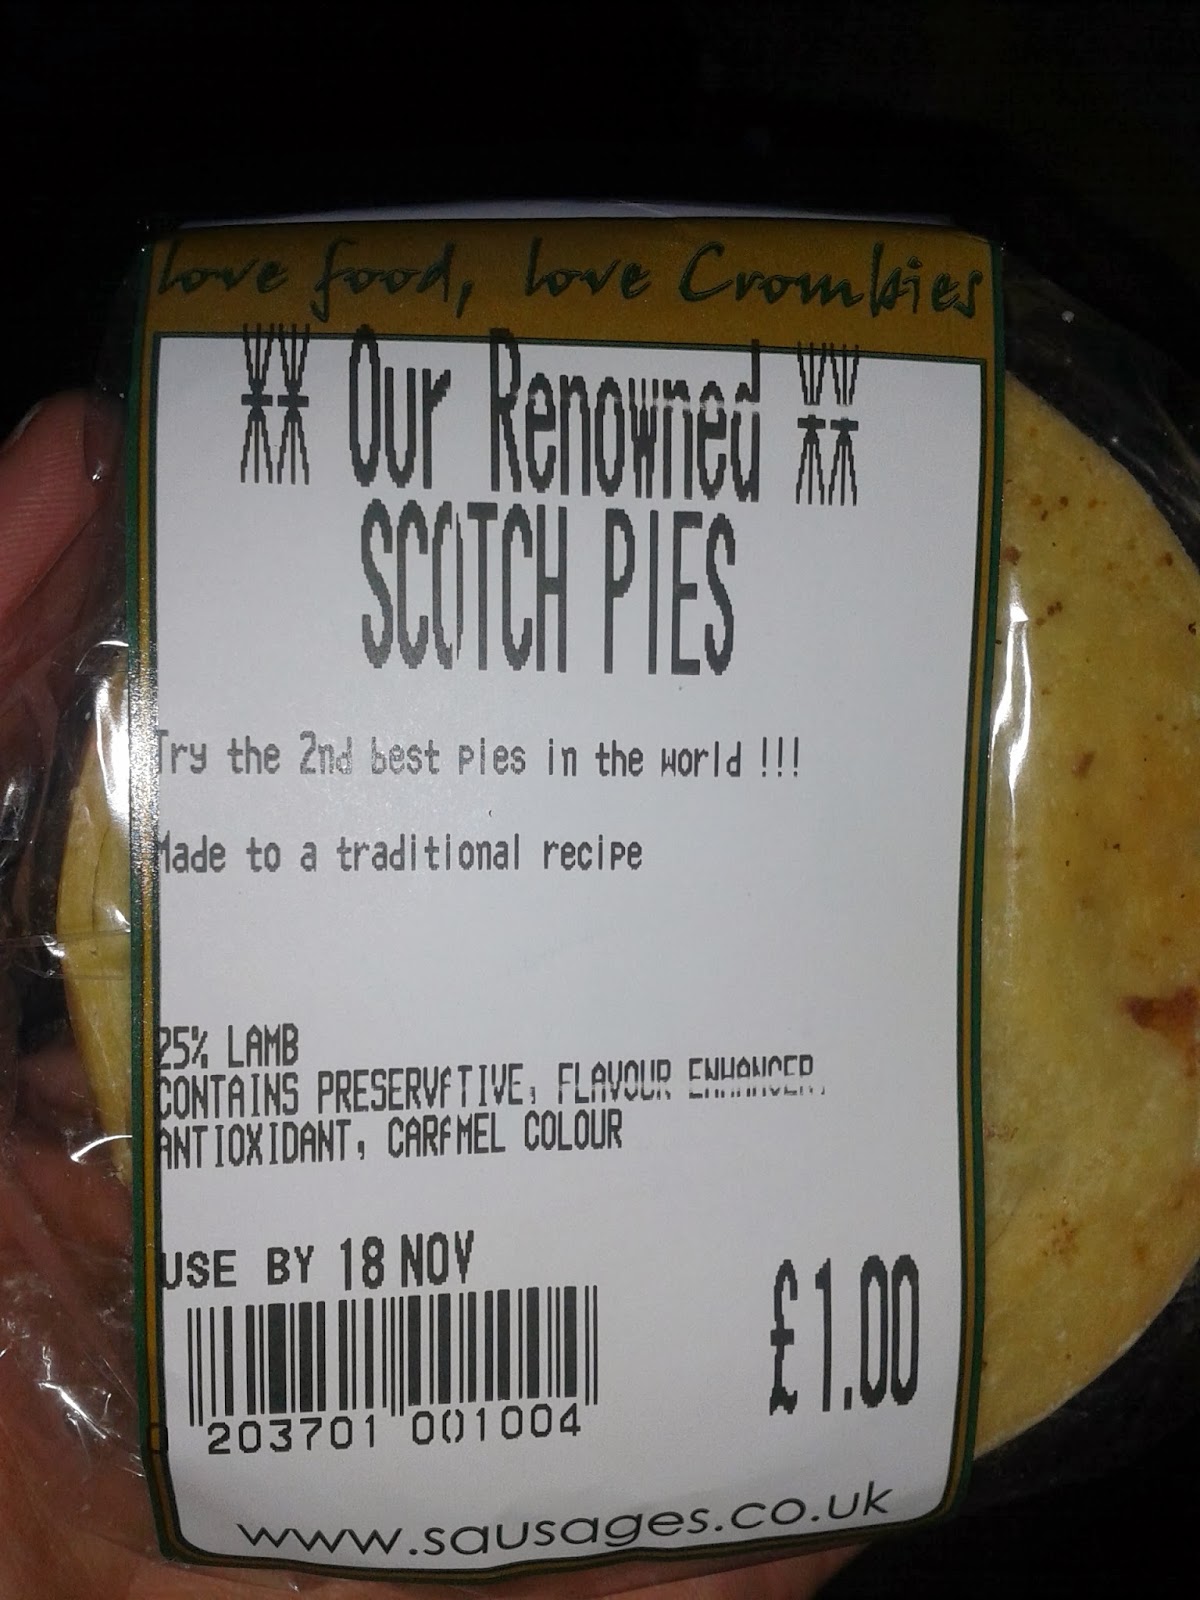 love food, love Crombies
** Our Renowned **
SCOTCH PIES
Try the 2nd best pies in the world !!!
Made to a traditional recipe
25% LAMB
CONTAINS PRESERVATIVE, FLAVOUR ENHANCER,
ANTIOXIDANT, CARAMEL COLOUR
USE BY 18 NOV
£1.00
0 203701 001004
www.sausages.co.uk